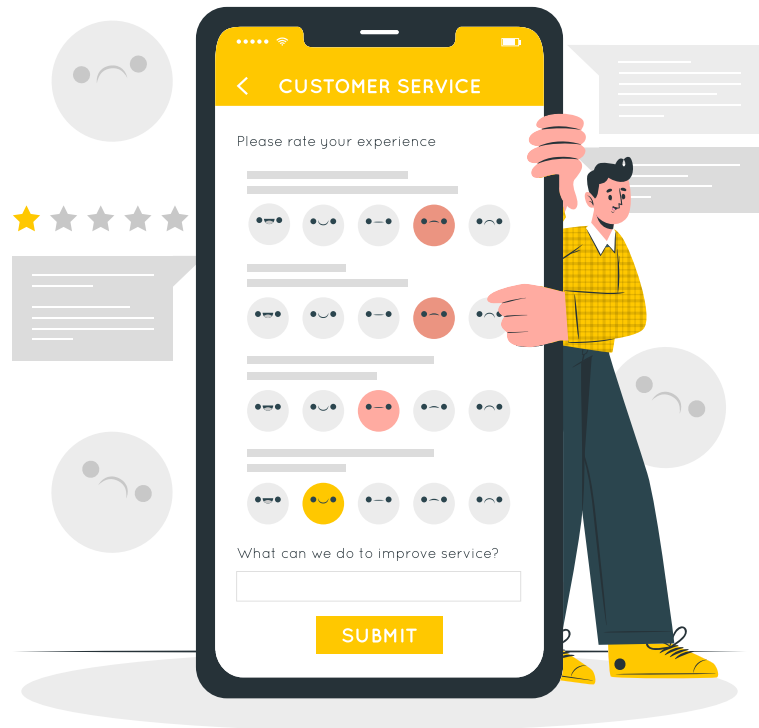 CUSTOMER SERVICE
Please rate your experience
What can we do to improve service?
SUBMIT